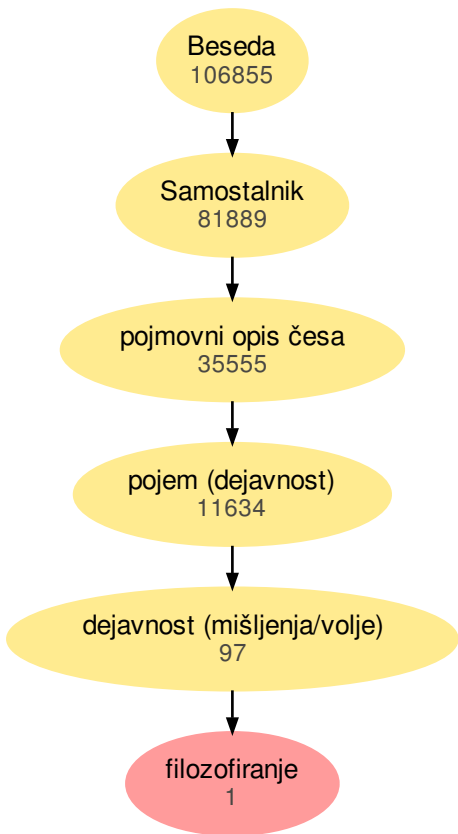 Beseda
106855
Samostalnik
81889
pojmovni opis česa
35555
pojem (dejavnost)
11634
dejavnost (mišljenja/volje)
97
filozofiranje
1